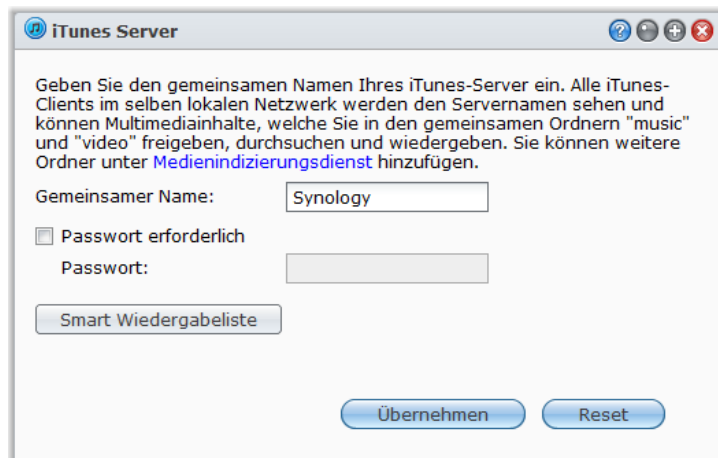 iTunes Server
Geben Sie den gemeinsamen Namen Ihres iTunes-Server ein. Alle iTunes-
Clients im selben lokalen Netzwerk werden den Servernamen sehen und
können Multimediainhalte, welche Sie in den gemeinsamen Ordnern "music"
und "video" freigeben, durchsuchen und wiedergeben. Sie können weitere
Ordner unter Medienindizierungsdienst hinzufügen.
Gemeinsamer Name: Synology
Passwort erforderlich
Passwort:
Smart Wiedergabeliste
Übernehmen Reset